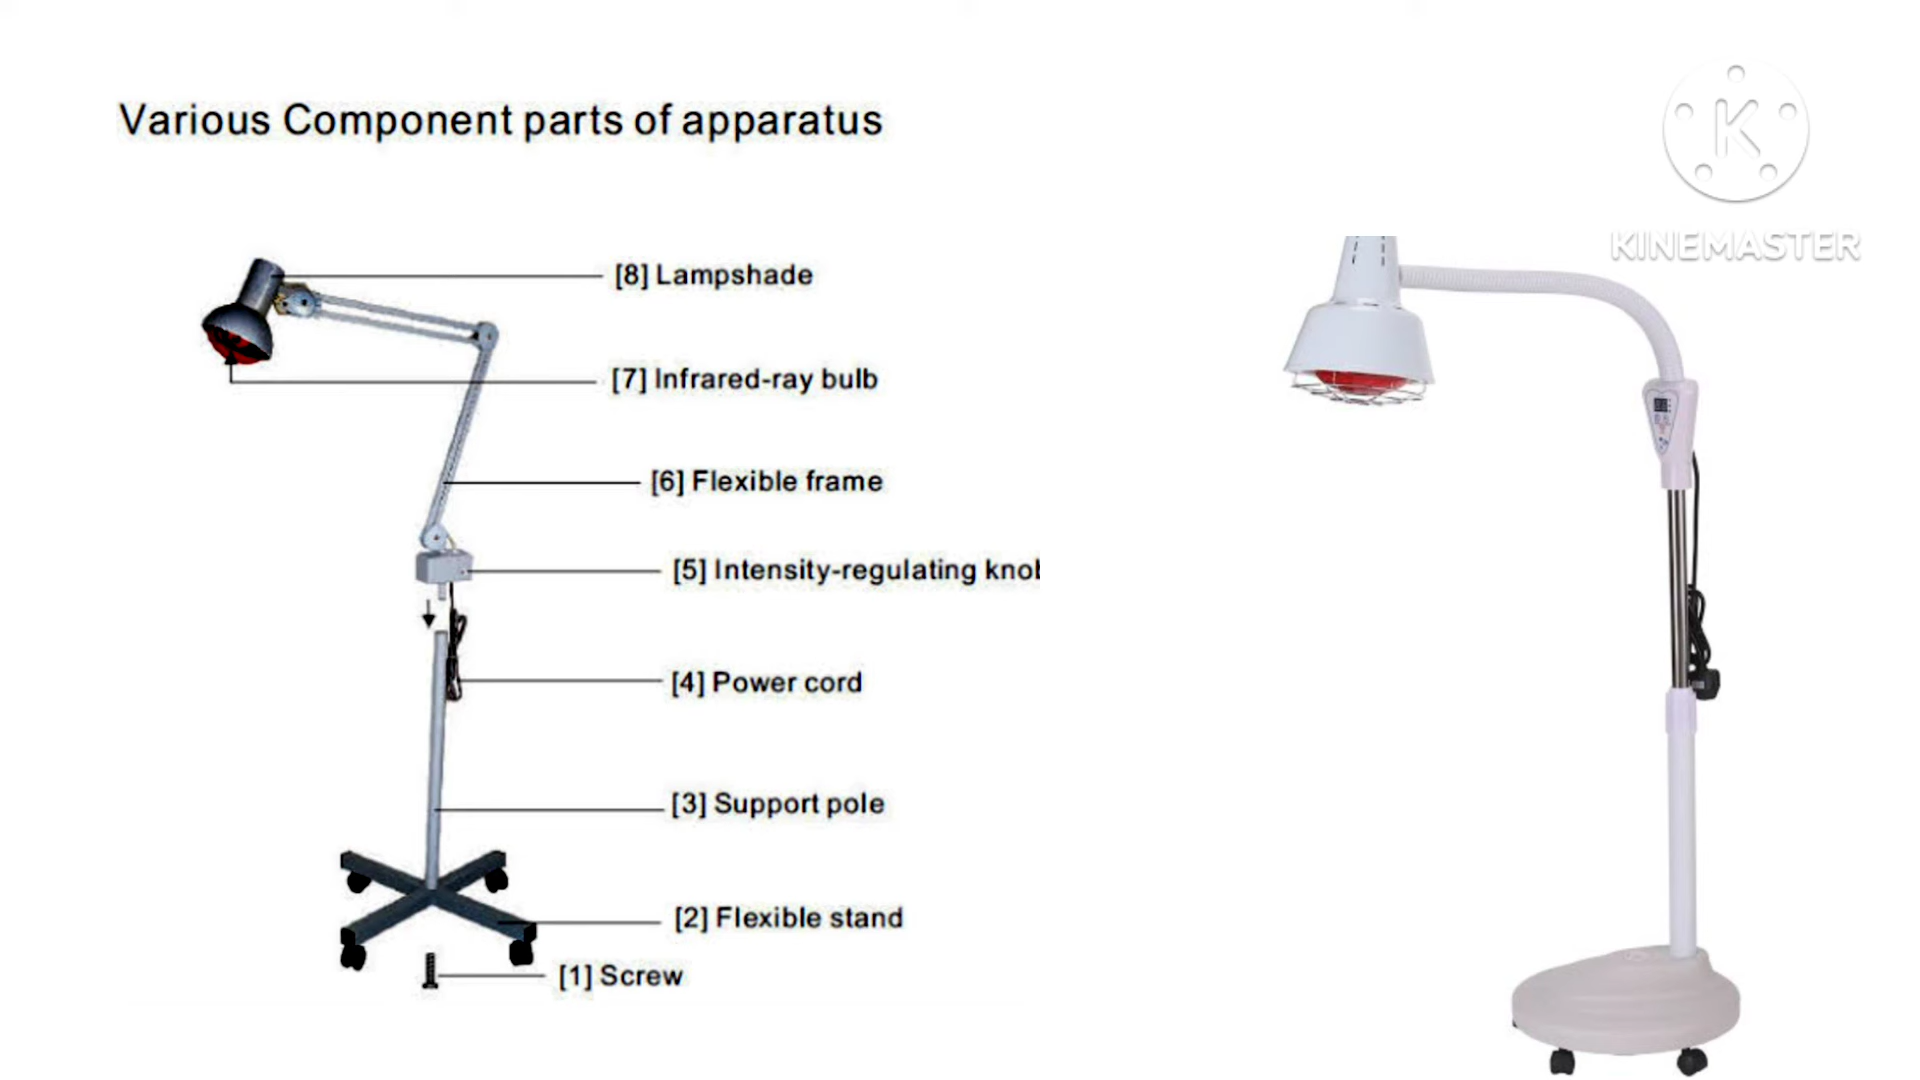 Various Component parts of apparatus
[8] Lampshade
[7] Infrared-ray bulb
[6] Flexible frame
[5] Intensity-regulating knob
[4] Power cord
[3] Support pole
[2] Flexible stand
[1] Screw
K
KINEMASTER